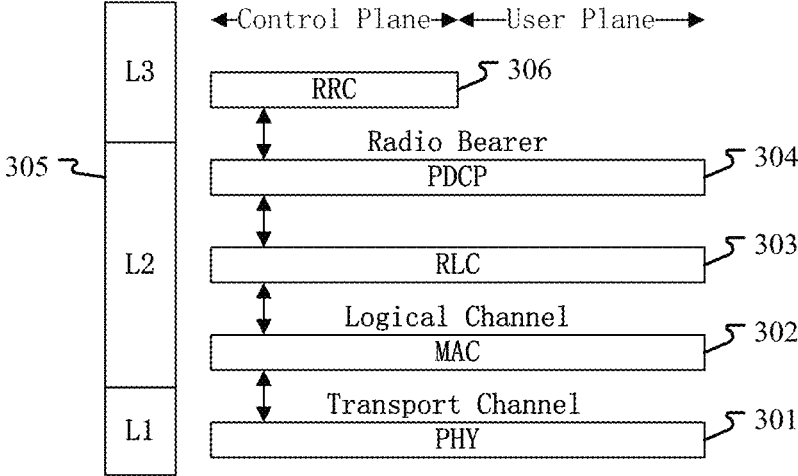 Control Plane User Plane
L3
RRC
306
Radio Bearer
305
PDCP
304
L2
RLC
303
Logical Channel
MAC
302
Transport Channel
L1
PHY
301